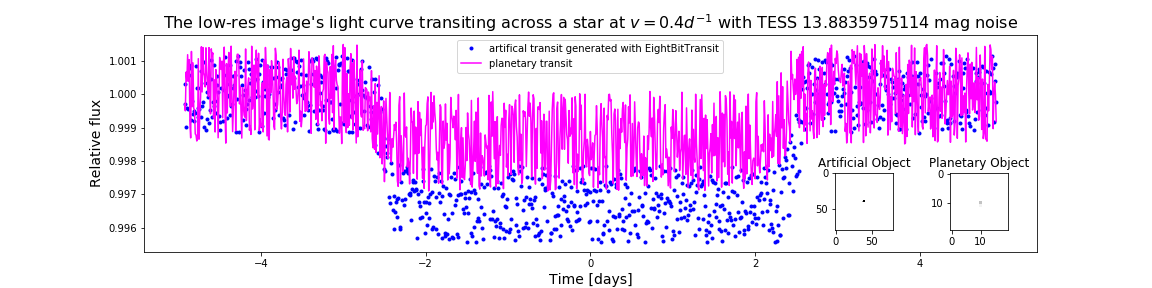 The low-res image's light curve transiting across a star at v = 0.4d⁻¹ with TESS 13.8835975114 mag noise
artifical transit generated with EightBitTransit
planetary transit
Relative flux
1.001
1.000
0.999
0.998
0.997
0.996
Artificial Object
Planetary Object
0
50
0
50
0
10
0
10
−4
−2
0
2
4
Time [days]